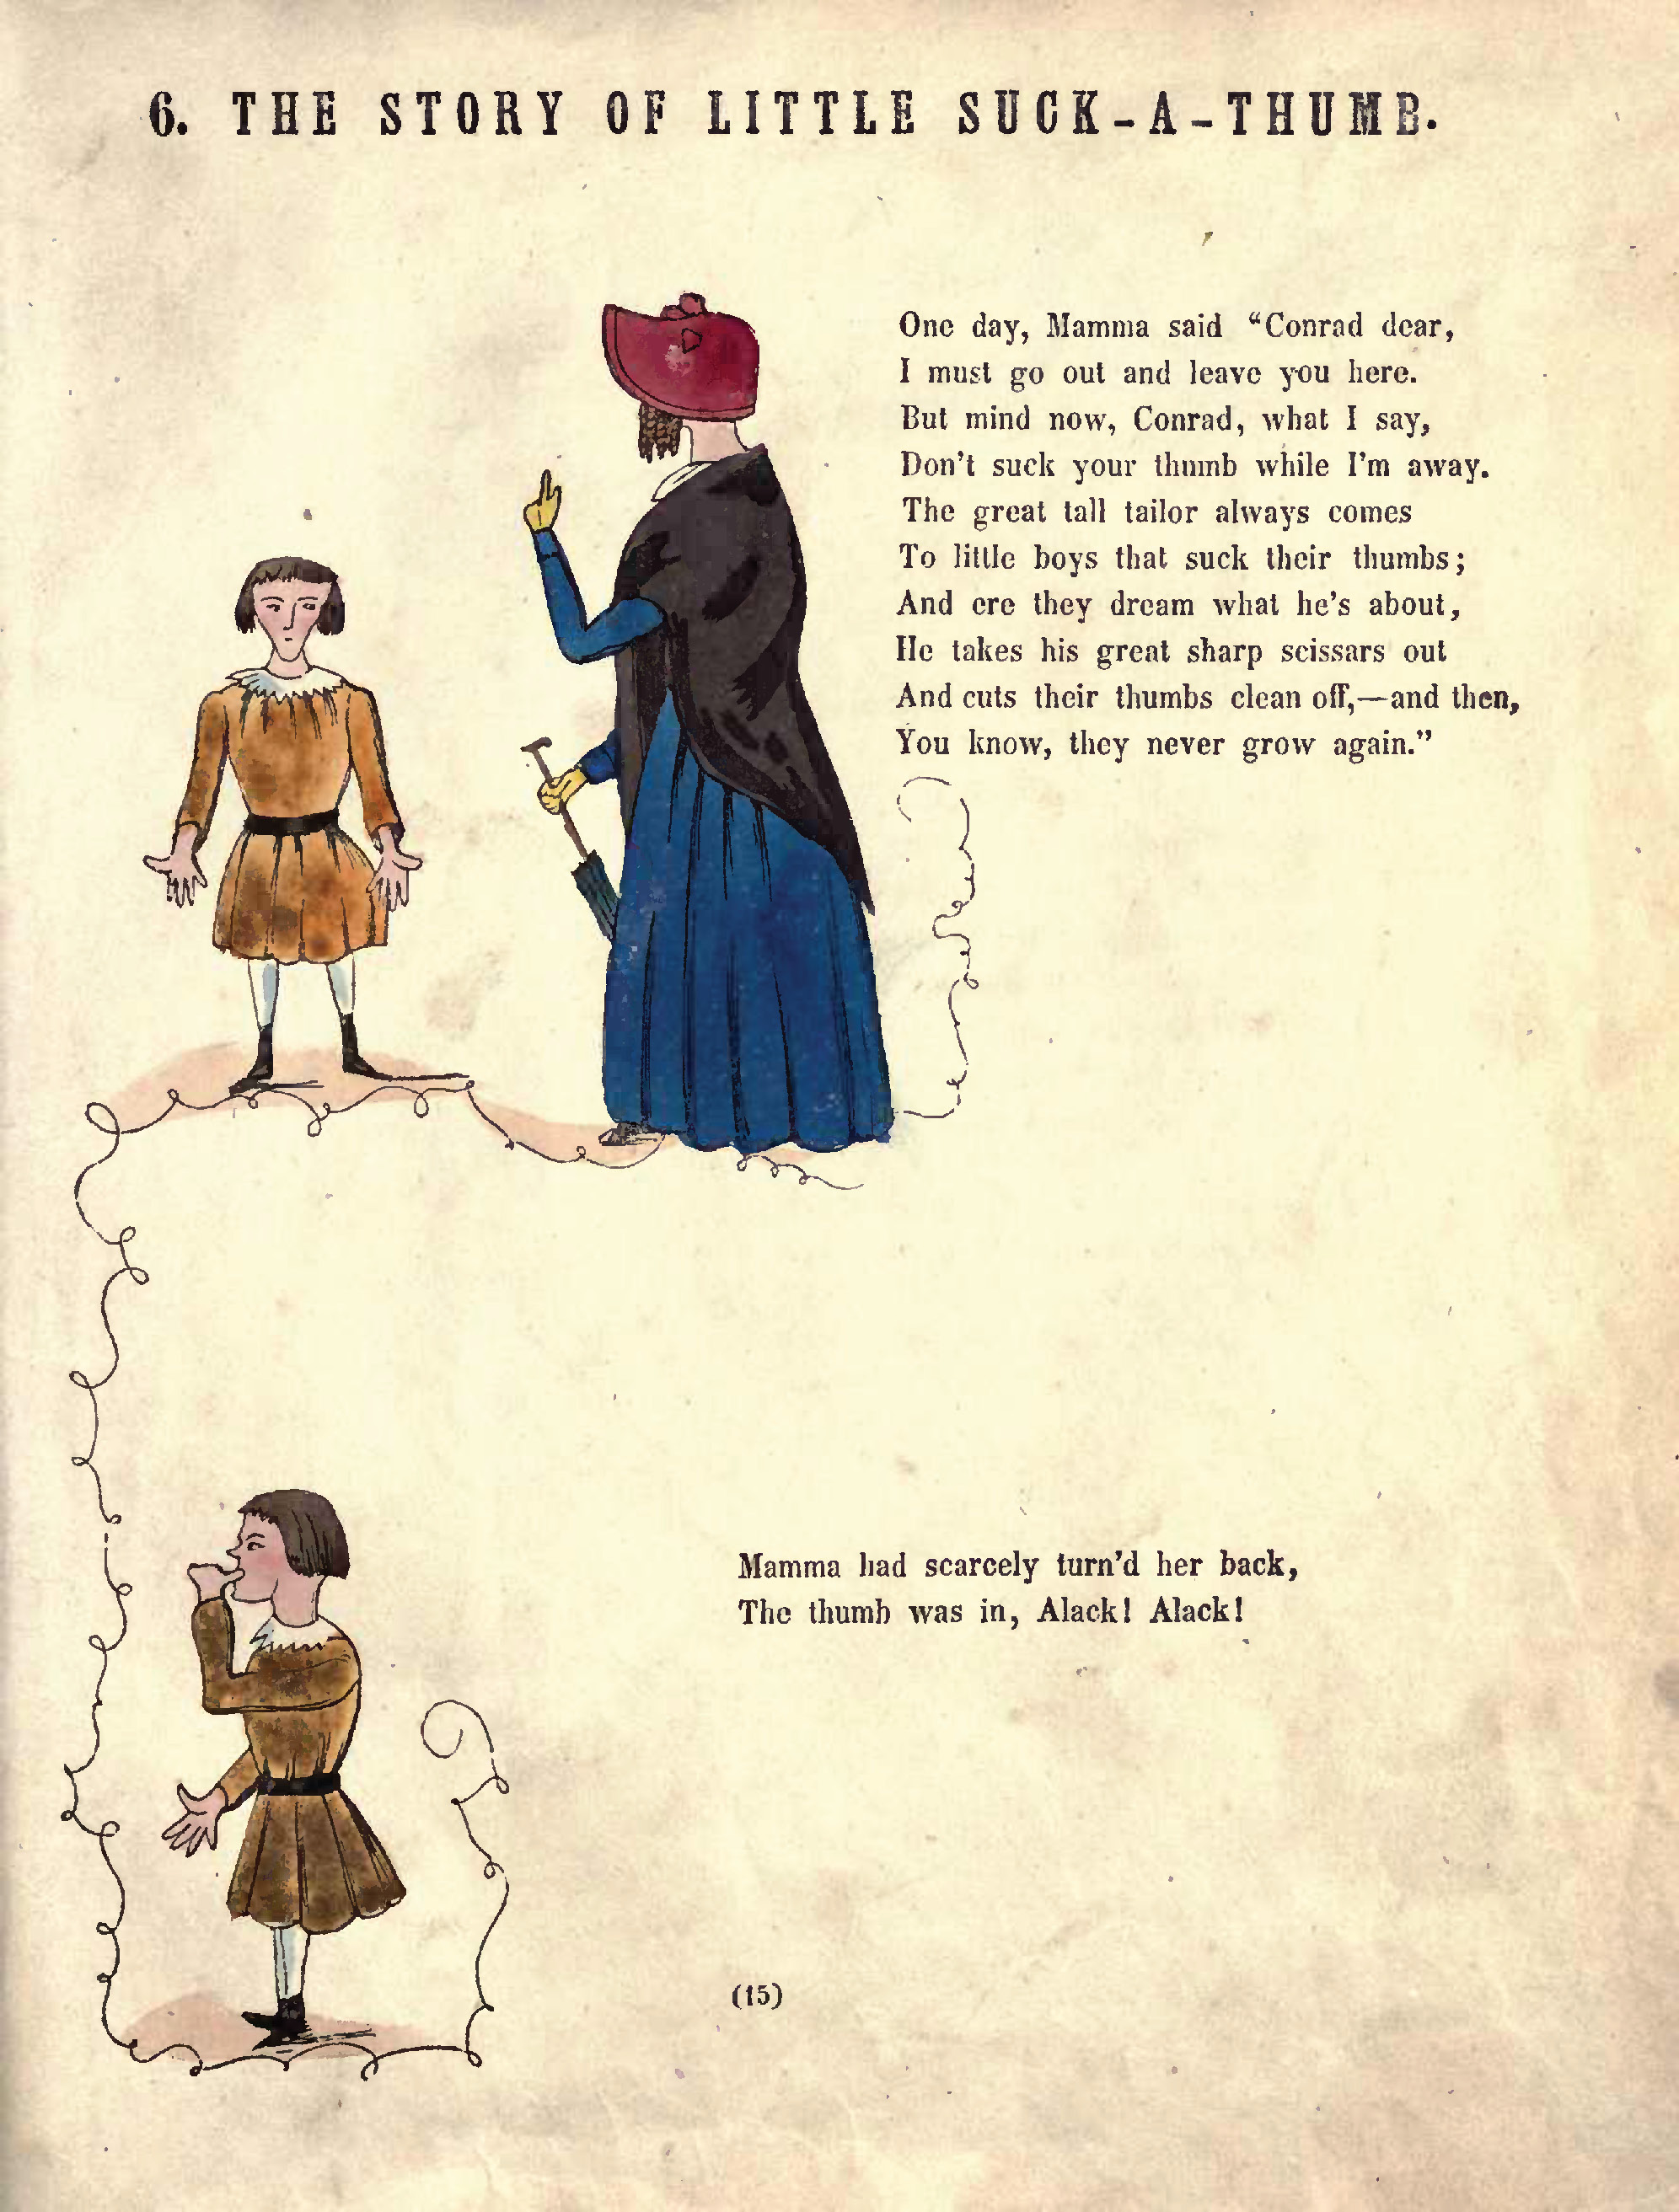 6. THE STORY OF LITTLE SUCK-A-THUMB.
One day, Mamma said “Conrad dear,
I must go out and leave you here.
But mind now, Conrad, what I say,
Don't suck your thumb while I'm away.
The great tall tailor always comes
To little boys that suck their thumbs;
And ere they dream what he's about,
He takes his great sharp scissars out
And cuts their thumbs clean off,—and then,
You know, they never grow again.”
Mamma had scarcely turn'd her back,
The thumb was in, Alack! Alack!
(15)